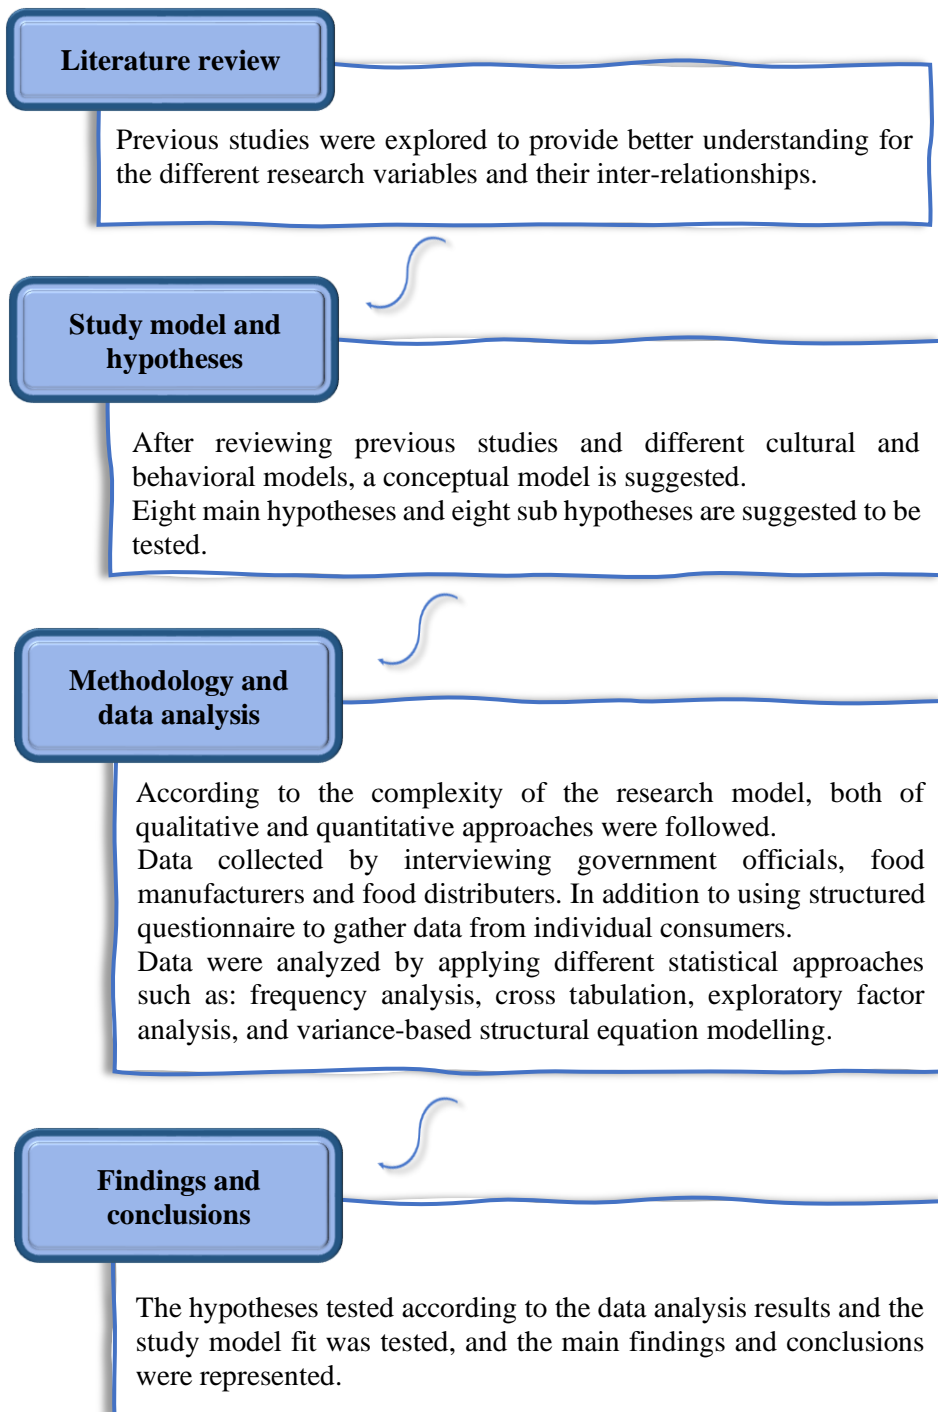 Literature review
Previous studies were explored to provide better understanding for
the different research variables and their inter-relationships.
Study model and
hypotheses
After reviewing previous studies and different cultural and
behavioral models, a conceptual model is suggested.
Eight main hypotheses and eight sub hypotheses are suggested to be
tested.
Methodology and
data analysis
According to the complexity of the research model, both of
qualitative and quantitative approaches were followed.
Data collected by interviewing government officials, food
manufacturers and food distributers. In addition to using structured
questionnaire to gather data from individual consumers.
Data were analyzed by applying different statistical approaches
such as: frequency analysis, cross tabulation, exploratory factor
analysis, and variance-based structural equation modelling.
Findings and
conclusions
The hypotheses tested according to the data analysis results and the
study model fit was tested, and the main findings and conclusions
were represented.